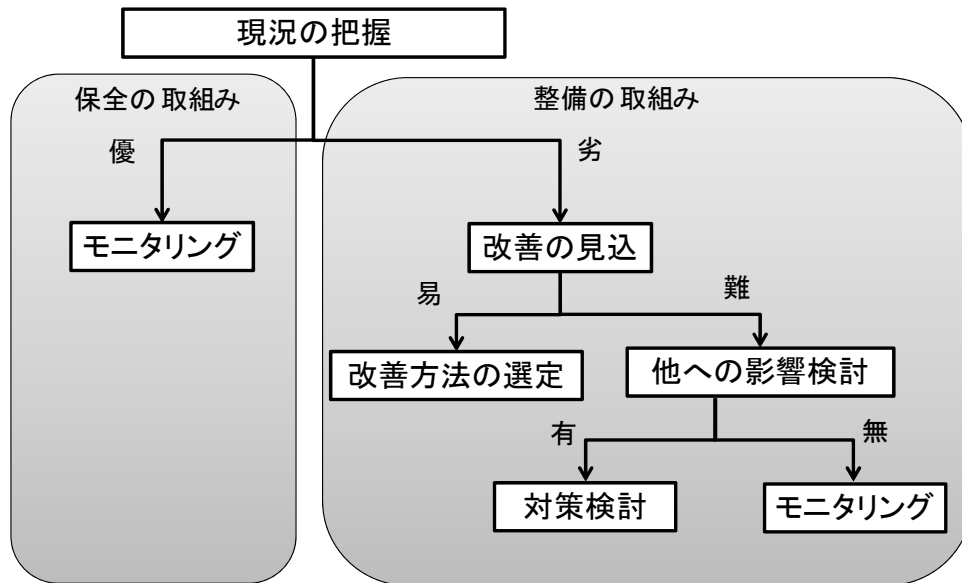 現況の把握
保全の取組み
整備の取組み
優
劣
モニタリング
改善の見込
易
難
改善方法の選定
他への影響検討
有
無
対策検討
モニタリング